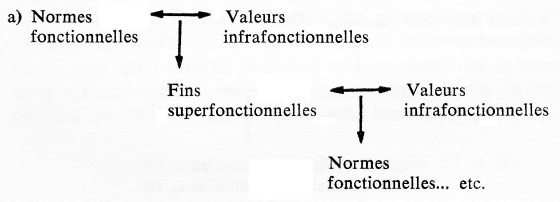 a) Normes Valeurs
fonctionnelles infrafonctionnelles
Fins Valeurs
superfonctionnelles infrafonctionnelles
Normes
fonctionnelles... etc.